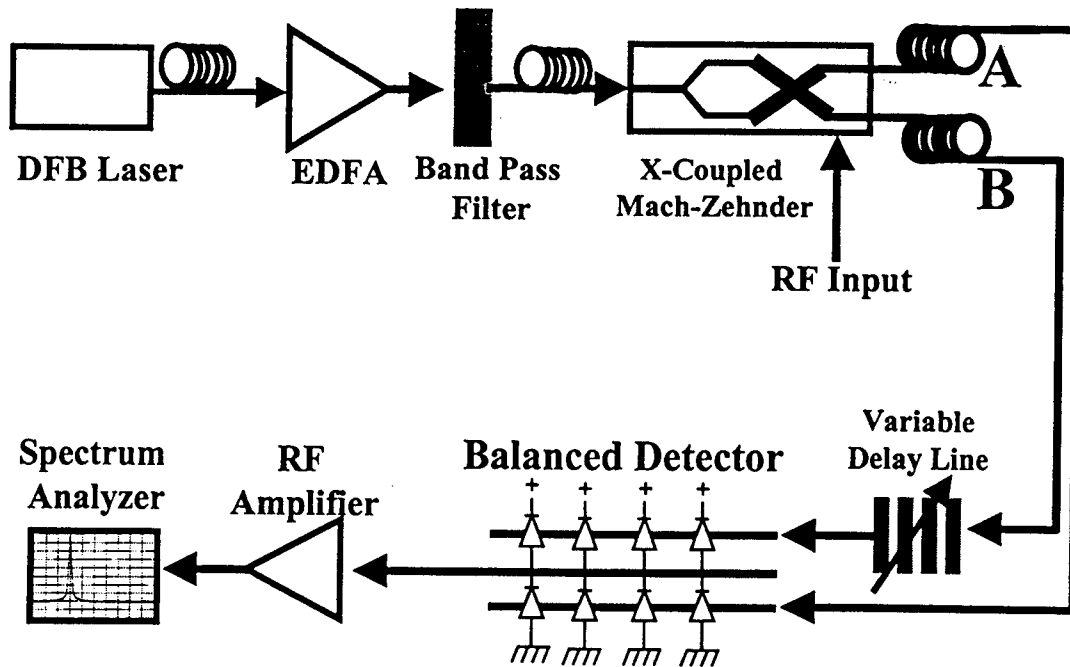 DFB Laser
EDFA
Band Pass
Filter
X-Coupled
Mach-Zehnder
RF Input
A
B
Variable
Delay Line
Balanced Detector
+ + + +
RF
Amplifier
Spectrum
Analyzer